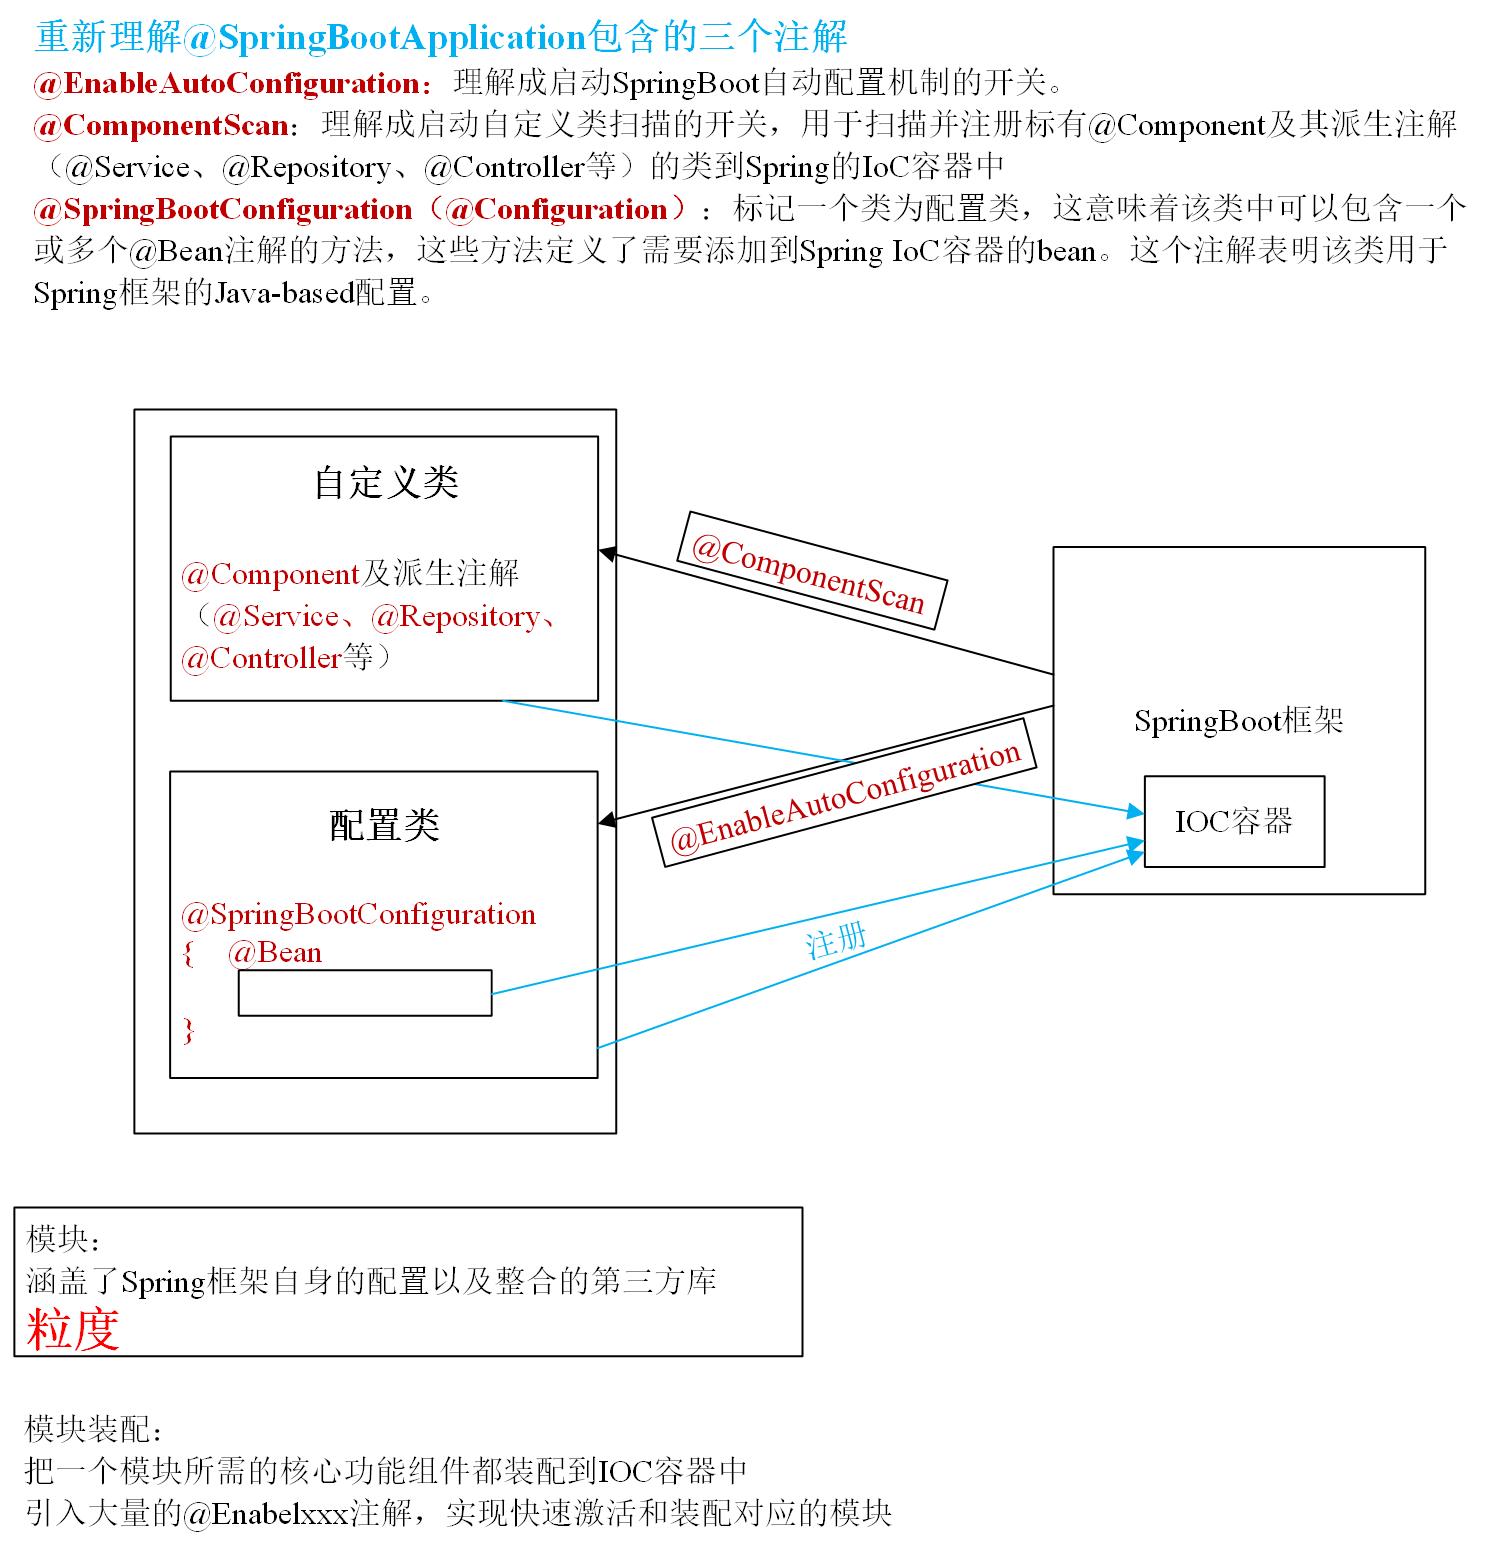 重新理解@SpringBootApplication包含的三个注解
@EnableAutoConfiguration：理解成启动SpringBoot自动配置机制的开关。
@ComponentScan：理解成启动自定义类扫描的开关，用于扫描并注册标有@Component及其派生注解
（@Service、@Repository、@Controller等）的类到Spring的IoC容器中
@SpringBootConfiguration（@Configuration）：标记一个类为配置类，这意味着该类中可以包含一个
或多个@Bean注解的方法，这些方法定义了需要添加到Spring IoC容器的bean。这个注解表明该类用于
Spring框架的Java-based配置。
自定义类
@Component及派生注解
（@Service、@Repository、
@Controller等）
@ComponentScan
SpringBoot框架
@EnableAutoConfiguration
IOC容器
配置类
@SpringBootConfiguration
{ @Bean
}
注册
模块：
涵盖了Spring框架自身的配置以及整合的第三方库
粒度
模块装配：
把一个模块所需的核心功能组件都装配到IOC容器中
引入大量的@Enabelxxx注解，实现快速激活和装配对应的模块